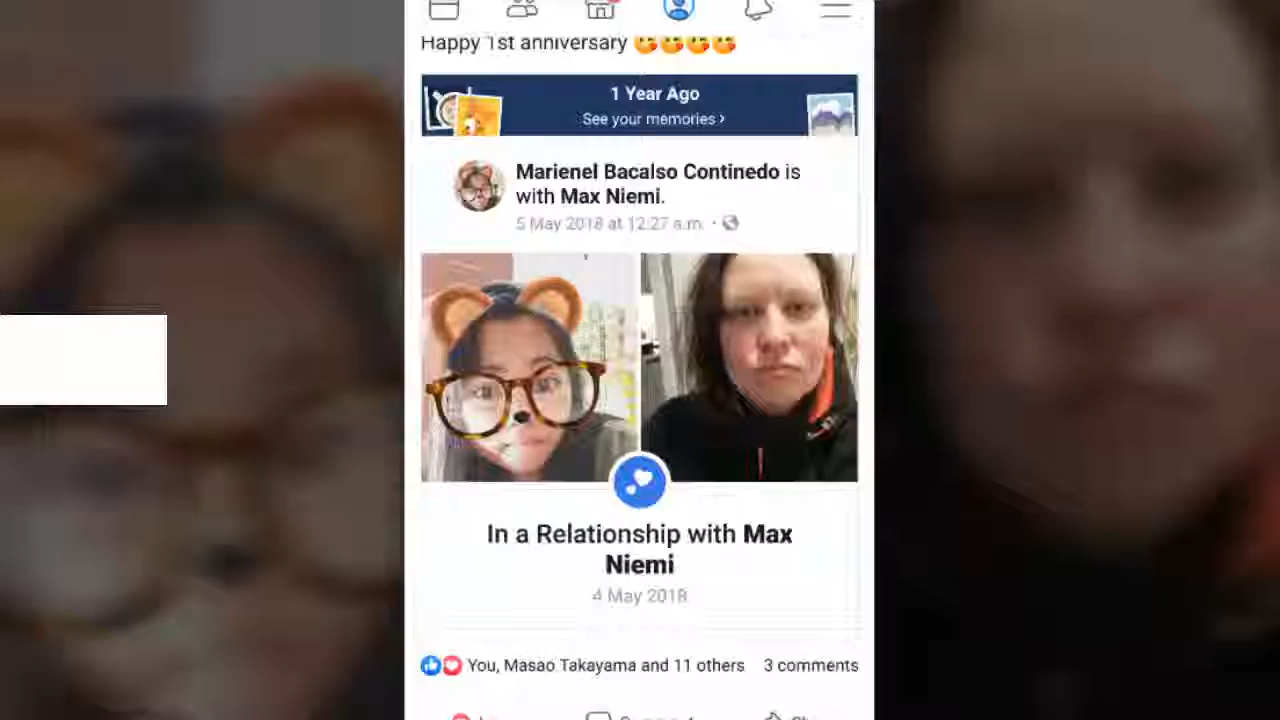 Happy 1st anniversary 😘😘😘😘
1 Year Ago
See your memories ›
Marienel Bacalso Continedo is
with Max Niemi.
5 May 2018 at 12:27 a.m. ·
In a Relationship with Max
Niemi
4 May 2018
You, Masao Takayama and 11 others 3 comments